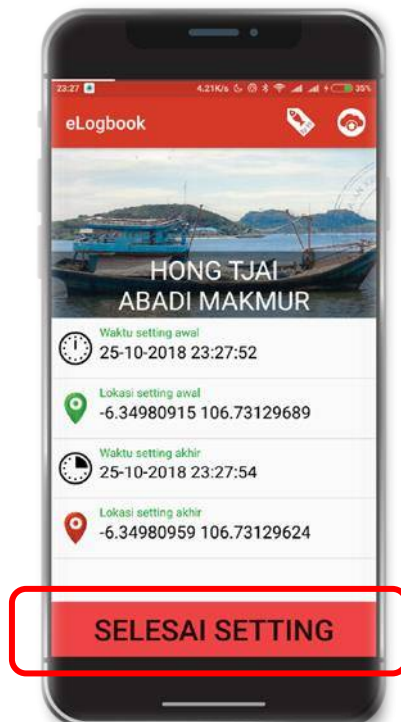 23:27 4.21K/s 35%
eLogbook
HONG TJAI
ABADI MAKMUR
Waktu setting awal
25-10-2018 23:27:52
Lokasi setting awal
-6.34980915 106.73129689
Waktu setting akhir
25-10-2018 23:27:54
Lokasi setting akhir
-6.34980959 106.73129624
SELESAI SETTING